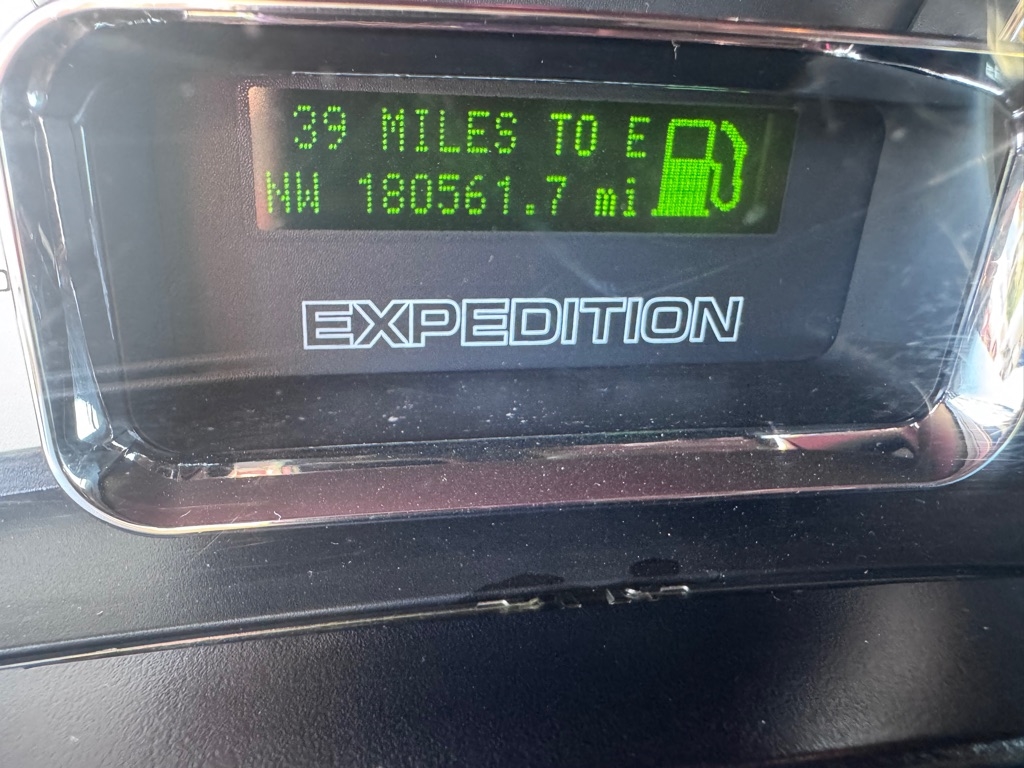 39 MILES TO E
NW 180561.7 mi
EXPEDITION